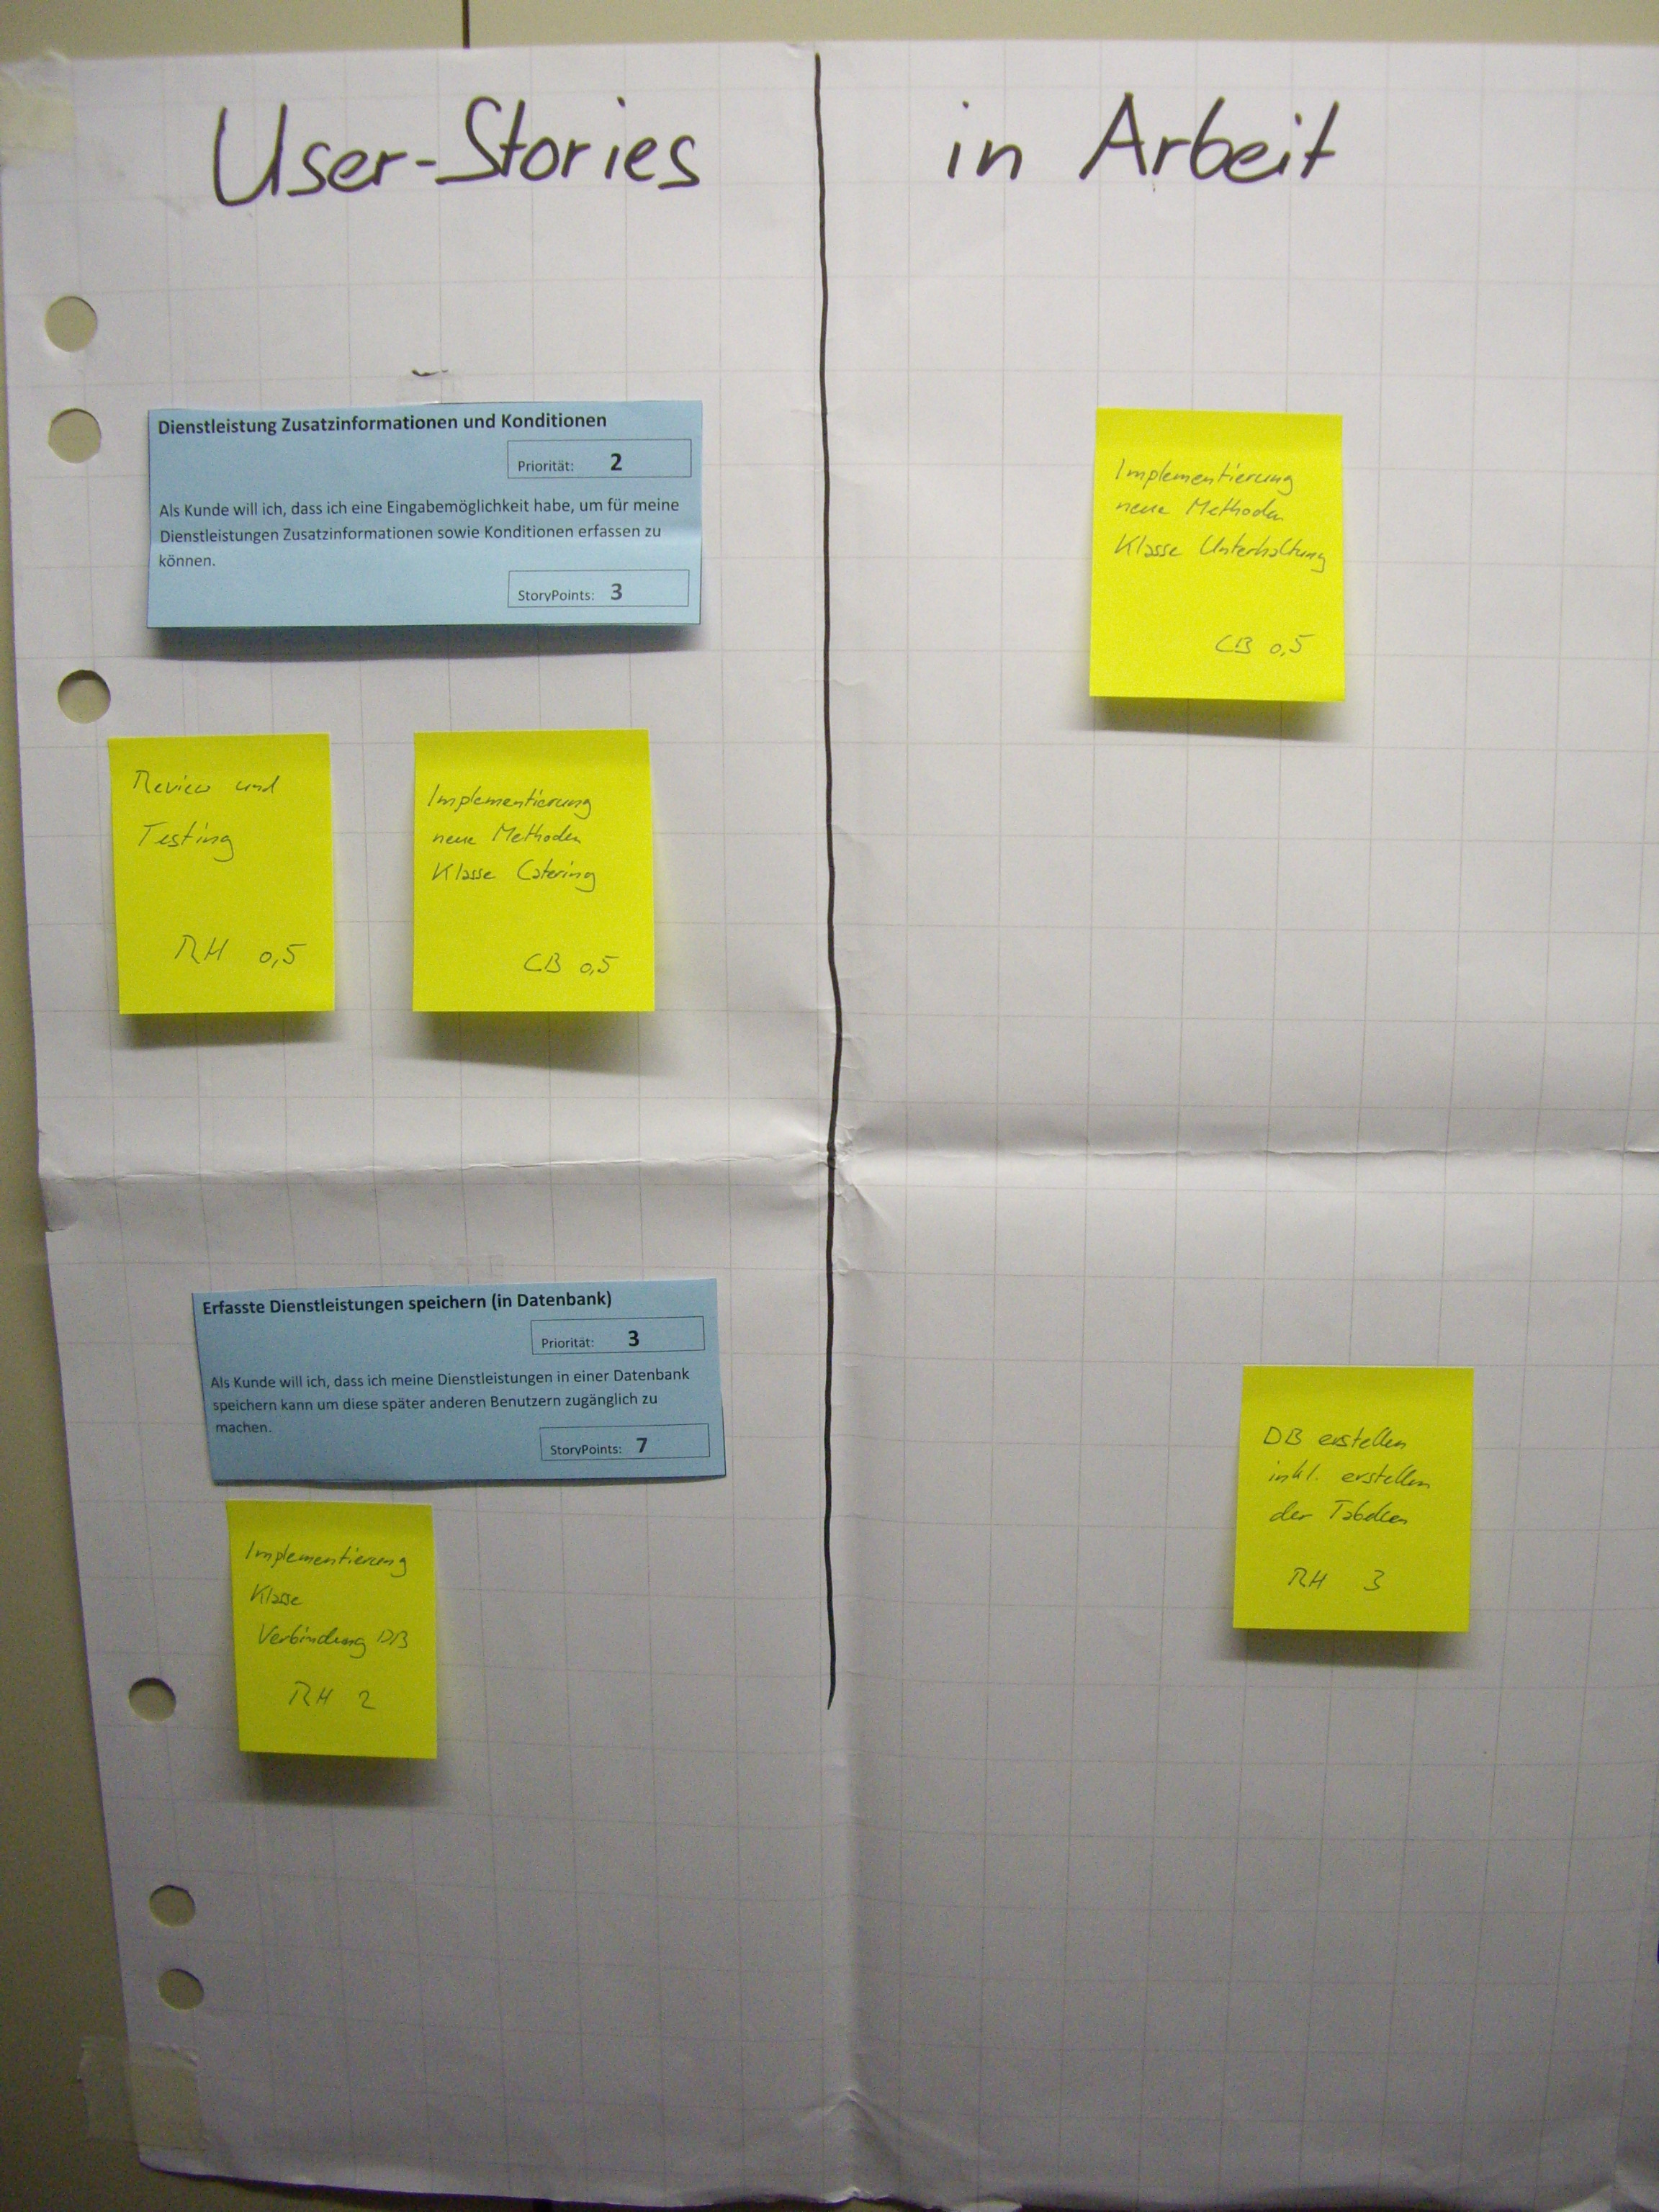 User-Stories
in Arbeit
Dienstleistung Zusatzinformationen und Konditionen
Priorität: 2
Als Kunde will ich, dass ich eine Eingabemöglichkeit habe, um für meine
Dienstleistungen Zusatzinformationen sowie Konditionen erfassen zu
können.
StoryPoints: 3
Implementierung
neue Methoden
Klasse Unterhaltung
CB 0,5
Review und
Testing
RH 0,5
Implementierung
neue Methoden
Klasse Catering
CB 0,5
Erfasste Dienstleistungen speichern (in Datenbank)
Priorität: 3
Als Kunde will ich, dass ich meine Dienstleistungen in einer Datenbank
speichern kann um diese später anderen Benutzern zugänglich zu
machen.
StoryPoints: 7
DB erstellen
inkl. erstellen
der Tabellen
RH 3
Implementierung
Klasse
Verbindung DB
RH 2